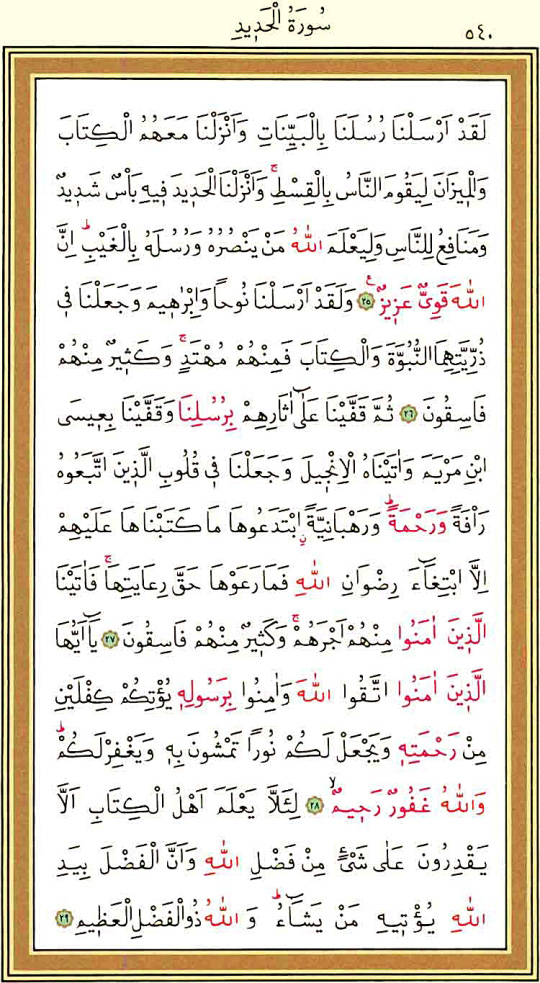 سُورَةُ الْحَدِيدِ
٥٤٠
لَقَدْ اَرْسَلْنَا رُسُلَنَا بِالْبَيِّنَاتِ وَاَنْزَلْنَا مَعَهُمُ الْكِتَابَ
وَالْمِيزَانَ لِيَقُومَ النَّاسُ بِالْقِسْطِۚ وَاَنْزَلْنَا الْحَدِيدَ فِيهِ بَأْسٌ شَدِيدٌ
وَمَنَافِعُ لِلنَّاسِ وَلِيَعْلَمَ اللّٰهُ مَنْ يَنْصُرُهُ وَرُسُلَهُ بِالْغَيْبِۜ اِنَّ
اللّٰهَ قَوِيٌّ عَزِيزٌ ﴿٢٥﴾ وَلَقَدْ اَرْسَلْنَا نُوحاً وَاِبْرٰهِيمَ وَجَعَلْنَا فِي
ذُرِّيَّتِهِمَا النُّبُوَّةَ وَالْكِتَابَ فَمِنْهُمْ مُهْتَدٍۚ وَكَثِيرٌ مِنْهُمْ
فَاسِقُونَ ﴿٢٦﴾ ثُمَّ قَفَّيْنَا عَلٰٓى اٰثَارِهِمْ بِرُسُلِنَا وَقَفَّيْنَا بِعِيسَى
ابْنِ مَرْيَمَ وَاٰتَيْنَاهُ الْاِنْجِيلَ وَجَعَلْنَا فِي قُلُوبِ الَّذِينَ اتَّبَعُوهُ
رَأْفَةً وَرَحْمَةًۜ وَرَهْبَانِيَّةًۨ ابْتَدَعُوهَا مَا كَتَبْنَاهَا عَلَيْهِمْ
اِلَّا ابْتِغَٓاءَ رِضْوَانِ اللّٰهِ فَمَا رَعَوْهَا حَقَّ رِعَايَتِهَاۚ فَاٰتَيْنَا
الَّذِينَ اٰمَنُوا مِنْهُمْ اَجْرَهُمْۚ وَكَثِيرٌ مِنْهُمْ فَاسِقُونَ ﴿٢٧﴾ يَٓا اَيُّهَا
الَّذِينَ اٰمَنُوا اتَّقُوا اللّٰهَ وَاٰمِنُوا بِرَسُولِهِ يُؤْتِكُمْ كِفْلَيْنِ
مِنْ رَحْمَتِهِ وَيَجْعَلْ لَكُمْ نُوراً تَمْشُونَ بِهِ وَيَغْفِرْ لَكُمْۜ
وَاللّٰهُ غَفُورٌ رَحِيمٌۙ ﴿٢٨﴾ لِئَلَّا يَعْلَمَ اَهْلُ الْكِتَابِ اَلَّا
يَقْدِرُونَ عَلٰى شَيْءٍ مِنْ فَضْلِ اللّٰهِ وَاَنَّ الْفَضْلَ بِيَدِ
اللّٰهِ يُؤْتِيهِ مَنْ يَشَٓاءُۜ وَاللّٰهُ ذُو الْفَضْلِ الْعَظِيمِ ﴿٢٩﴾